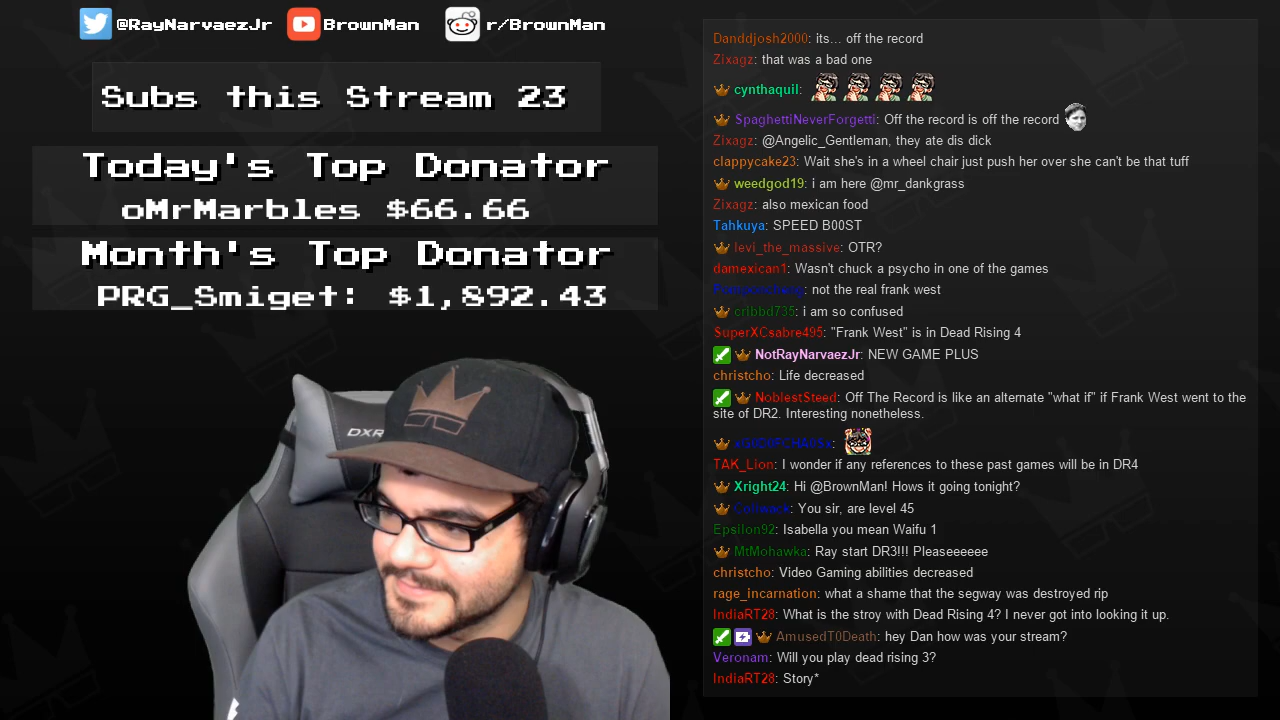 @RayNarvaezJr BrownMan r/BrownMan
Subs this Stream 23
Today's Top Donator
oMrMarbles $66.66
Month's Top Donator
PRG_Smiget: $1,892.43
DXR
Danddjosh2000: its... off the record
Zixagz: that was a bad one
cynthaquil:
SpaghettiNeverForgetti: Off the record is off the record
Zixagz: @Angelic_Gentleman, they ate dis dick
clappycake23: Wait she's in a wheel chair just push her over she can't be that tuff
weedgod19: i am here @mr_dankgrass
Zixagz: also mexican food
Tahkuya: SPEED B00ST
levi_the_massive: OTR?
damexican1: Wasn't chuck a psycho in one of the games
not the real frank west
cribbd735: i am so confused
SuperXCsabre495: "Frank West" is in Dead Rising 4
NotRayNarvaezJr: NEW GAME PLUS
christcho: Life decreased
NoblestSteed: Off The Record is like an alternate "what if" if Frank West went to the
site of DR2. Interesting nonetheless.
TAK_Lion: I wonder if any references to these past games will be in DR4
Xright24: Hi @BrownMan! Hows it going tonight?
You sir, are level 45
Epsilon92: Isabella you mean Waifu 1
MtMohawka: Ray start DR3!!! Pleaseeeeee
christcho: Video Gaming abilities decreased
rage_incarnation: what a shame that the segway was destroyed rip
IndiaRT28: What is the stroy with Dead Rising 4? I never got into looking it up.
AmusedT0Death: hey Dan how was your stream?
Veronam: Will you play dead rising 3?
IndiaRT28: Story*